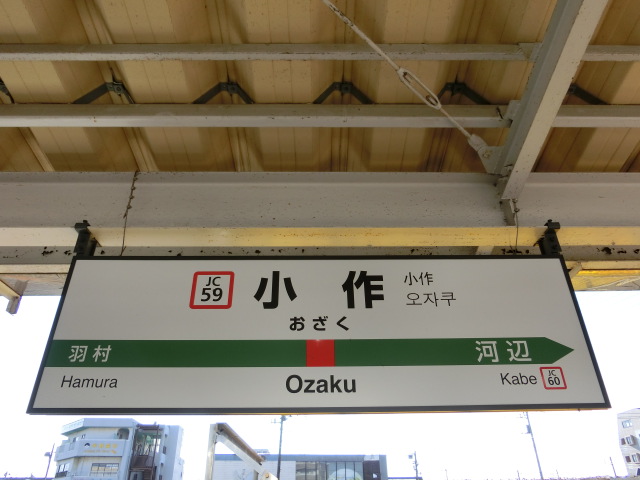 JC
59
小作
小作
오자쿠
おざく
羽村
河辺
Hamura
Ozaku
Kabe
JC
60